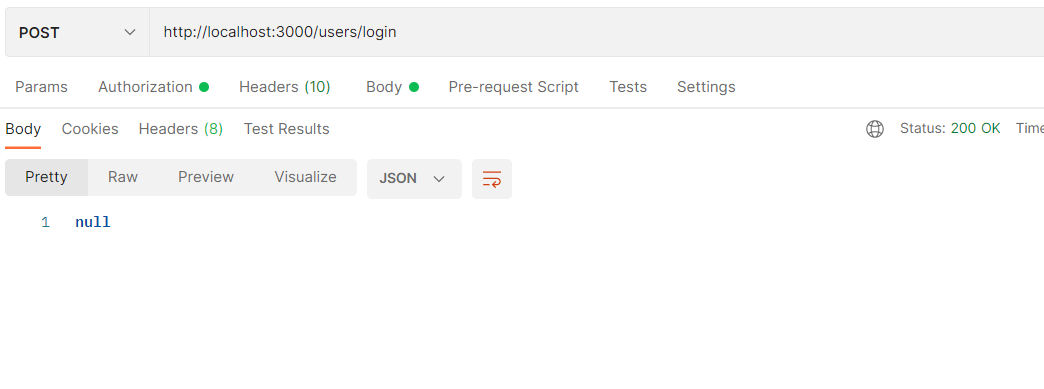 POST http://localhost:3000/users/login
Params Authorization Headers (10) Body Pre-request Script Tests Settings
Body Cookies Headers (8) Test Results Status: 200 OK Time
Pretty Raw Preview Visualize JSON
1 null